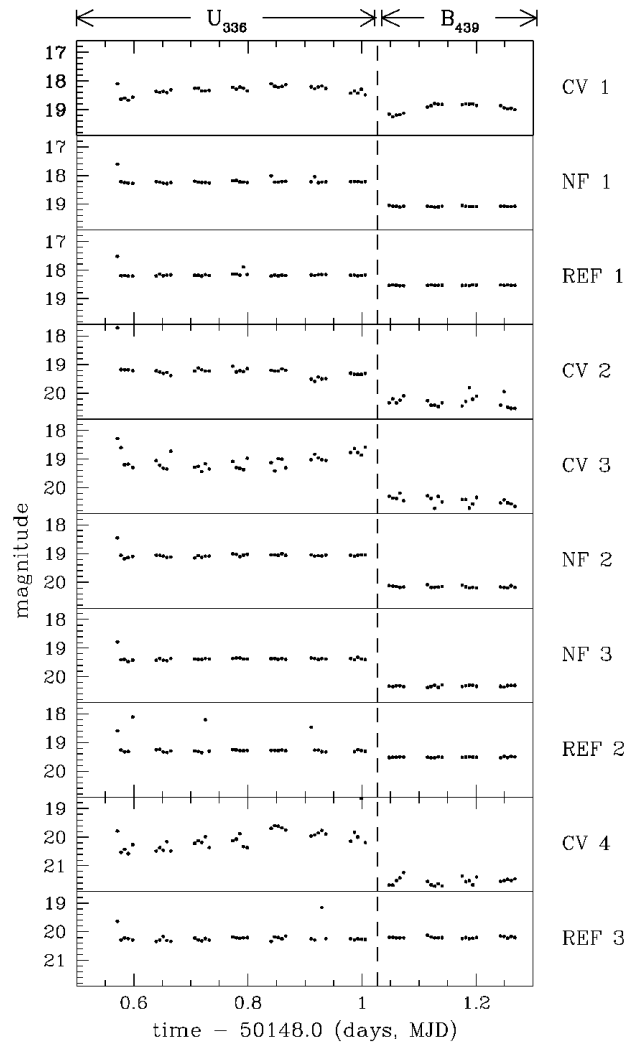 U336 B439
17
18
19
CV 1
17
18
19
NF 1
17
18
19
REF 1
18
19
20
CV 2
18
19
20
CV 3
18
19
20
NF 2
19
20
NF 3
18
19
20
REF 2
19
20
21
CV 4
19
20
21
REF 3
magnitude
0.6 0.8 1 1.2
time - 50148.0 (days, MJD)